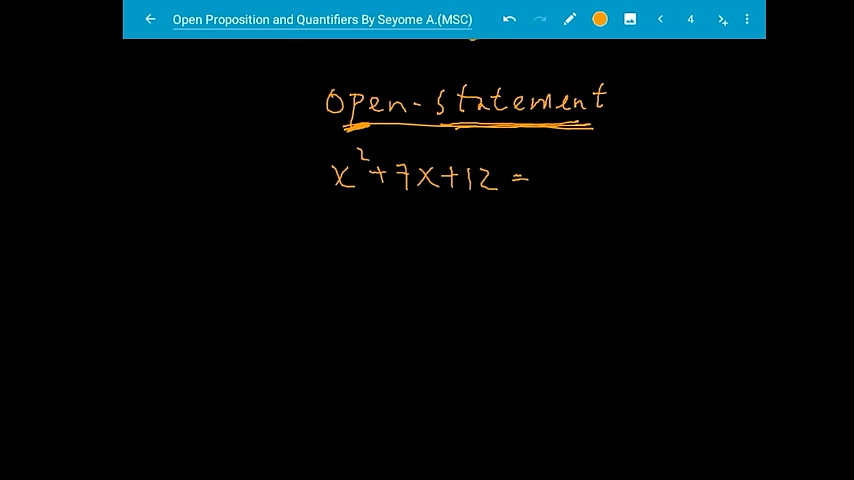 Open Proposition and Quantifiers By Seyome A.(MSC)
4
Open-statement
x²+7x+12=